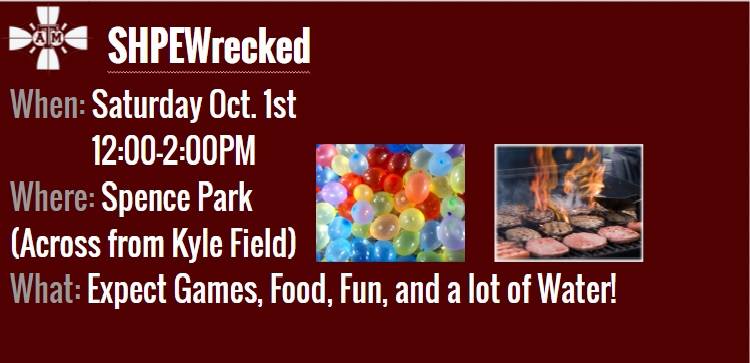 ATM
SHPEWrecked
When: Saturday Oct. 1st
12:00-2:00PM
Where: Spence Park
(Across from Kyle Field)
What: Expect Games, Food, Fun, and a lot of Water!